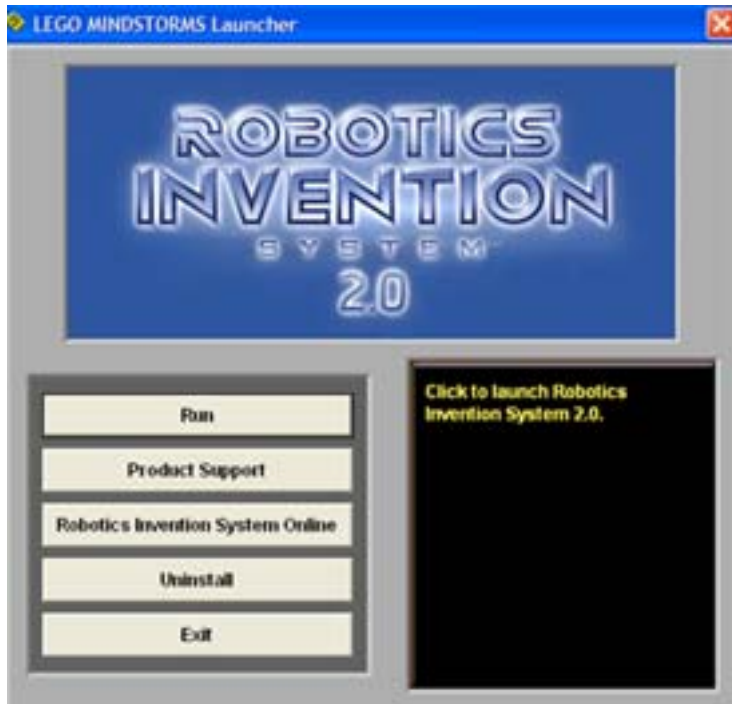 LEGO MINDSTORMS Launcher
ROBOTICS
INVENTION
SYSTEM
2.0
Run
Product Support
Robotics Invention System Online
Uninstall
Exit
Click to launch Robotics
Invention System 2.0.